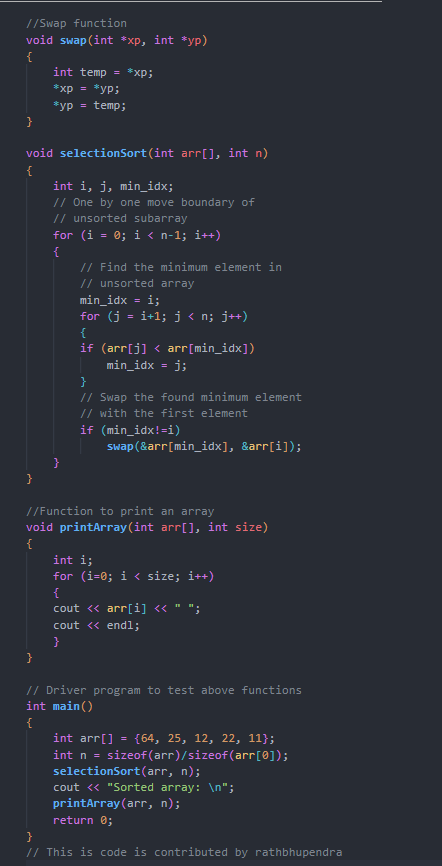 //Swap function
void swap(int *xp, int *yp)
{
    int temp = *xp;
    *xp = *yp;
    *yp = temp;
}

void selectionSort(int arr[], int n)
{
    int i, j, min_idx;
    // One by one move boundary of
    // unsorted subarray
    for (i = 0; i < n-1; i++)
    {
        // Find the minimum element in
        // unsorted array
        min_idx = i;
        for (j = i+1; j < n; j++)
        {
        if (arr[j] < arr[min_idx])
            min_idx = j;
        }
        // Swap the found minimum element
        // with the first element
        if (min_idx!=i)
            swap(&arr[min_idx], &arr[i]);
    }
}

//Function to print an array
void printArray(int arr[], int size)
{
    int i;
    for (i=0; i < size; i++)
    {
    cout << arr[i] << " ";
    cout << endl;
    }
}

// Driver program to test above functions
int main()
{
    int arr[] = {64, 25, 12, 22, 11};
    int n = sizeof(arr)/sizeof(arr[0]);
    selectionSort(arr, n);
    cout << "Sorted array: \n";
    printArray(arr, n);
    return 0;
}
// This is code is contributed by rathbhupendra